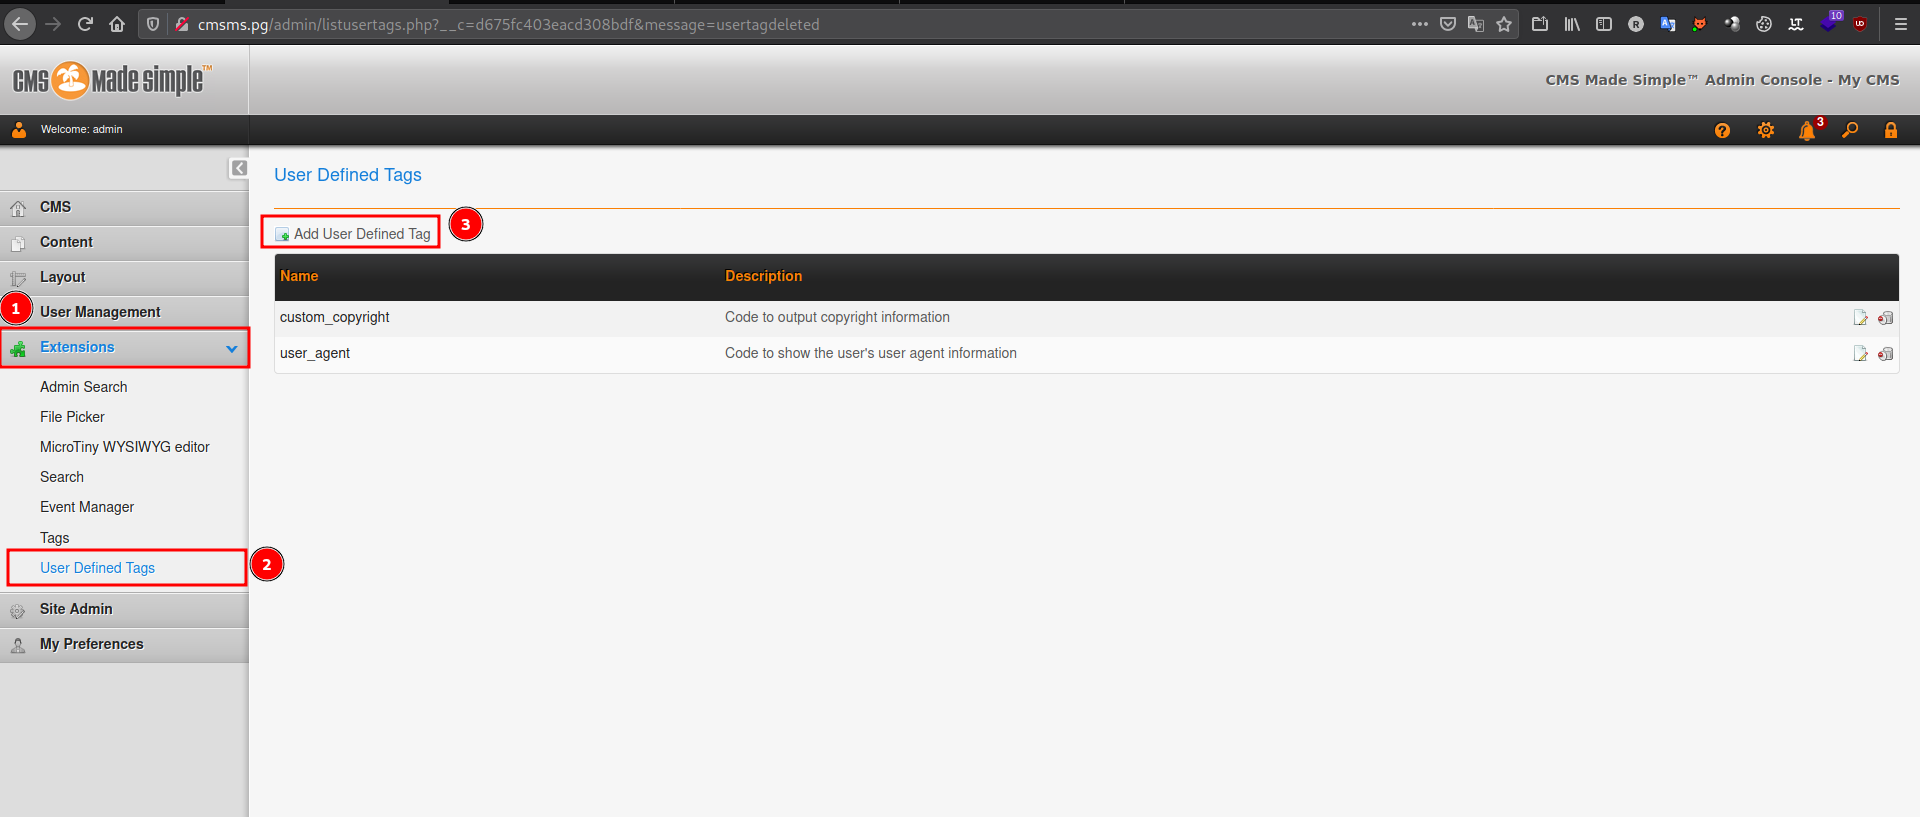 cmsms.pg/admin/listusertags.php?__c=d675fc403eacd308bdf&message=usertagdeleted
10
CMS Made Simple™
CMS Made Simple™ Admin Console - My CMS
Welcome: admin
3
User Defined Tags
CMS
Content
Layout
1
User Management
Extensions
Admin Search
File Picker
MicroTiny WYSIWYG editor
Search
Event Manager
Tags
User Defined Tags
2
Site Admin
My Preferences
Add User Defined Tag
3
Name Description
custom_copyright Code to output copyright information
user_agent Code to show the user's user agent information